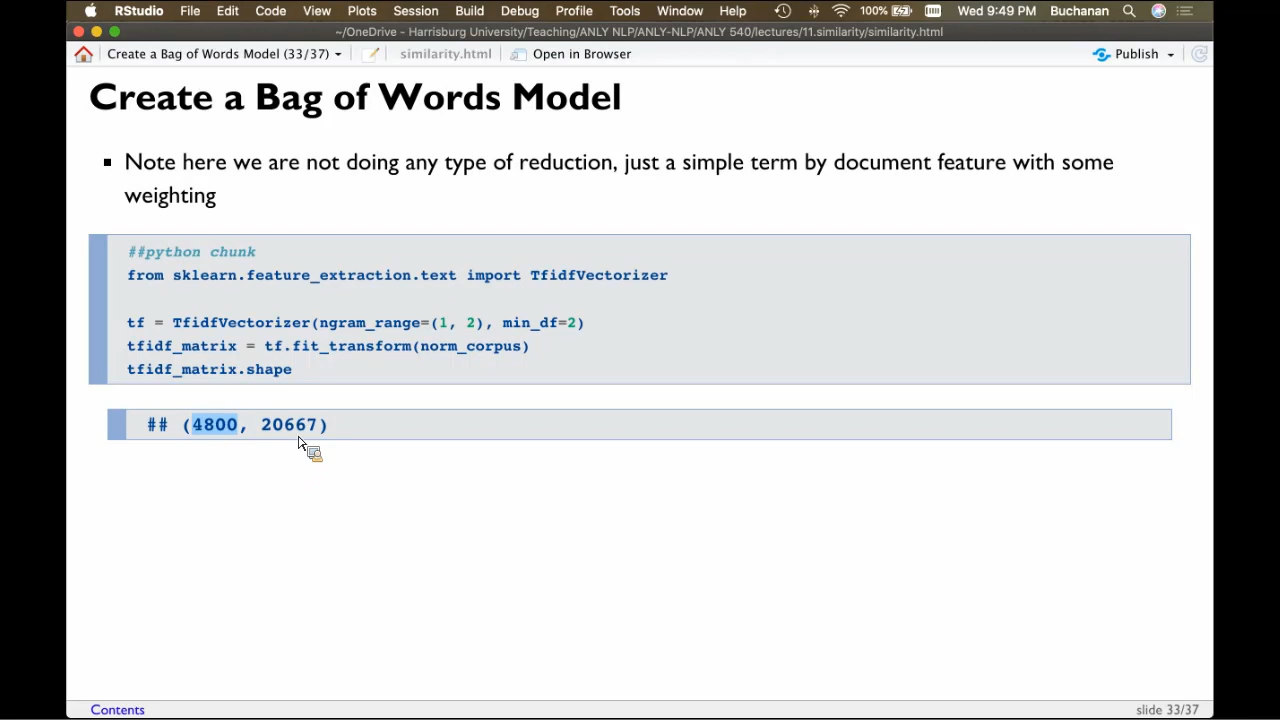 RStudio File Edit Code View Plots Session Build Debug Profile Tools Window Help 100% Wed 9:49 PM Buchanan
~/OneDrive - Harrisburg University/Teaching/ANLY NLP/ANLY-NLP/ANLY 540/lectures/11.similarity/similarity.html
Create a Bag of Words Model (33/37) similarity.html Open in Browser Publish
Create a Bag of Words Model
▪ Note here we are not doing any type of reduction, just a simple term by document feature with some
weighting
##python chunk
from sklearn.feature_extraction.text import TfidfVectorizer
tf = TfidfVectorizer(ngram_range=(1, 2), min_df=2)
tfidf_matrix = tf.fit_transform(norm_corpus)
tfidf_matrix.shape
## (4800, 20667)
Contents slide 33/37